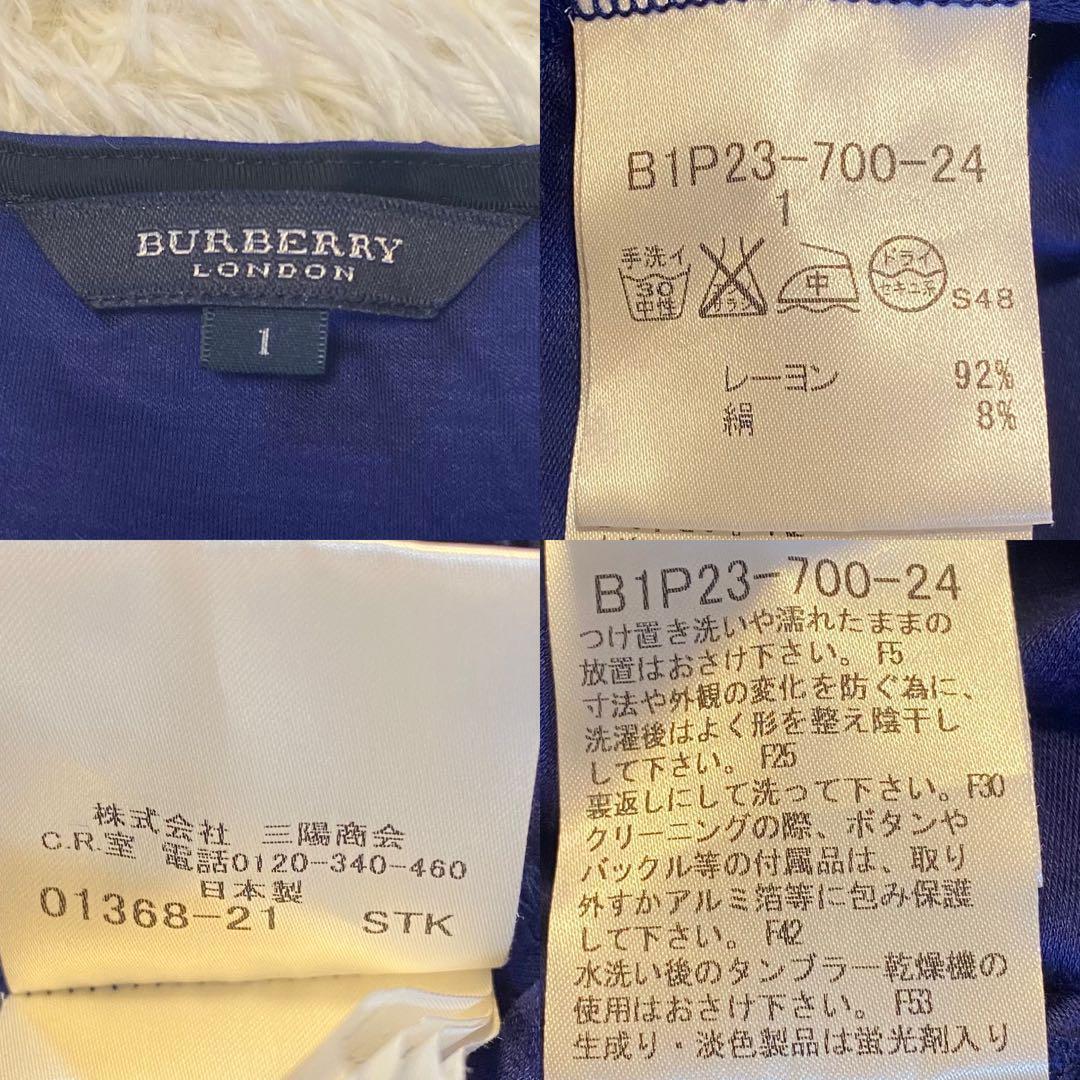 BURBERRY
LONDON
1
B1P23-700-24
1
手洗イ
30
中性
エンソサラシ
中
ドライ
セキユ系
S48
レーヨン 92%
絹 8%
株式会社 三陽商会
C.R.室 電話0120-340-460
日本製
01368-21 STK
B1P23-700-24
つけ置き洗いや濡れたままの
放置はおさけ下さい。 F5
寸法や外観の変化を防ぐ為に、
洗濯後はよく形を整え陰干し
して下さい。 F25
裏返しにして洗って下さい。F30
クリーニングの際、ボタンや
バックル等の付属品は、取り
外すかアルミ箔等に包み保護
して下さい。 F42
水洗い後のタンブラー乾燥機の
使用はおさけ下さい。 F53
生成り・淡色製品は蛍光剤入り